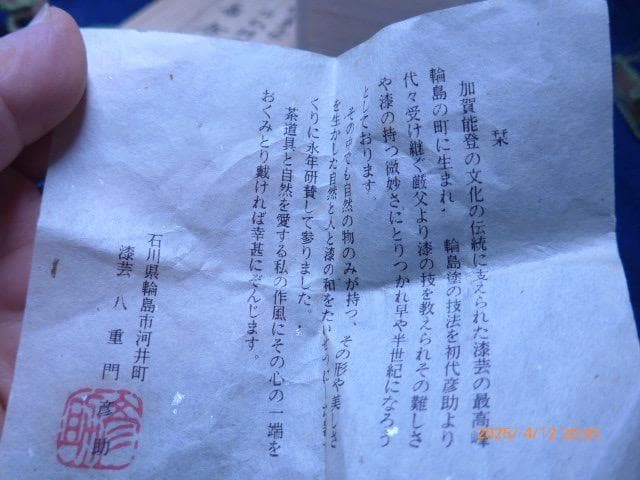 栞
加賀能登の文化の伝統に支えられた漆芸の最高峰
輪島の町に生まれ、輪島塗の技法を初代彦助より
代々受け継ぐ厳父より漆の技を教えられその難しさ
や漆の持つ微妙さにとりつかれ早や半世紀になろう
としております。
その中でも自然の物のみが持つ、その形や美しさ
を生かした自然と人と漆の和をたい
くりに永年研賛して参りました。
茶道具と自然を愛する私の作風にその心の一端を
おくみとり戴ければ幸甚にぞんじます。
石川県輪島市河井町
漆芸 八重門彦助
彦助
2025/ 4/12 20: